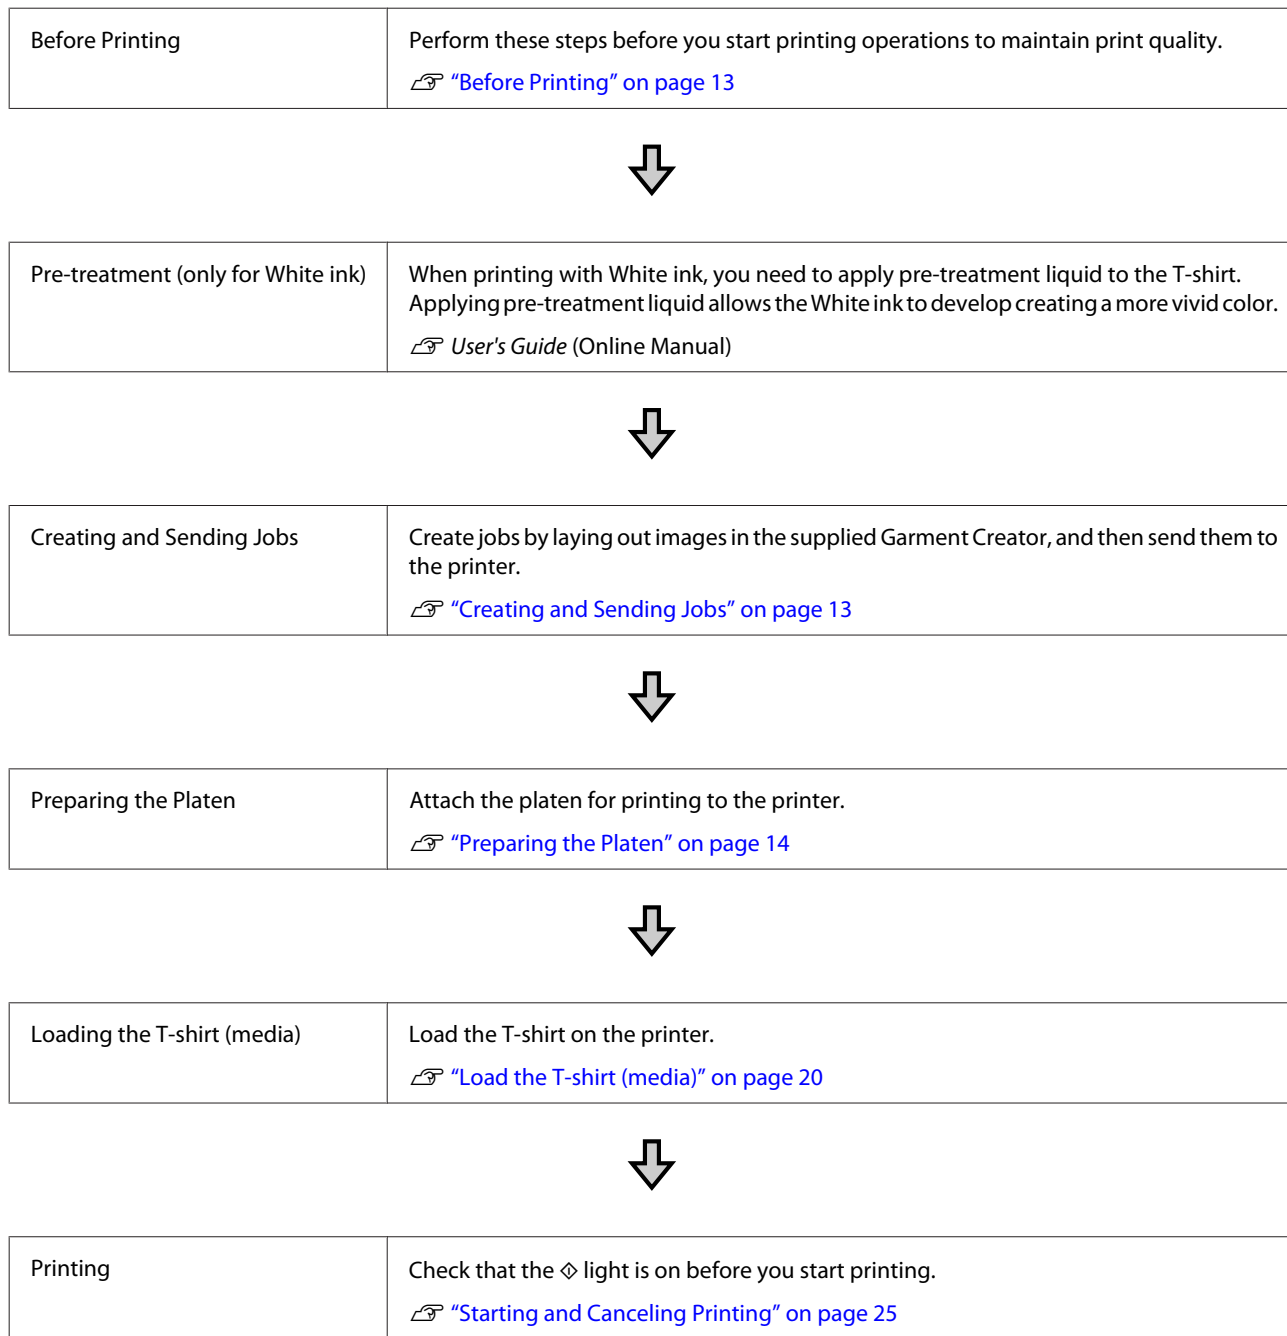 Before Printing
Perform these steps before you start printing operations to maintain print quality.
“Before Printing” on page 13
Pre-treatment (only for White ink)
When printing with White ink, you need to apply pre-treatment liquid to the T-shirt.
Applying pre-treatment liquid allows the White ink to develop creating a more vivid color.
User's Guide (Online Manual)
Creating and Sending Jobs
Create jobs by laying out images in the supplied Garment Creator, and then send them to
the printer.
“Creating and Sending Jobs” on page 13
Preparing the Platen
Attach the platen for printing to the printer.
“Preparing the Platen” on page 14
Loading the T-shirt (media)
Load the T-shirt on the printer.
“Load the T-shirt (media)” on page 20
Printing
Check that the light is on before you start printing.
“Starting and Canceling Printing” on page 25